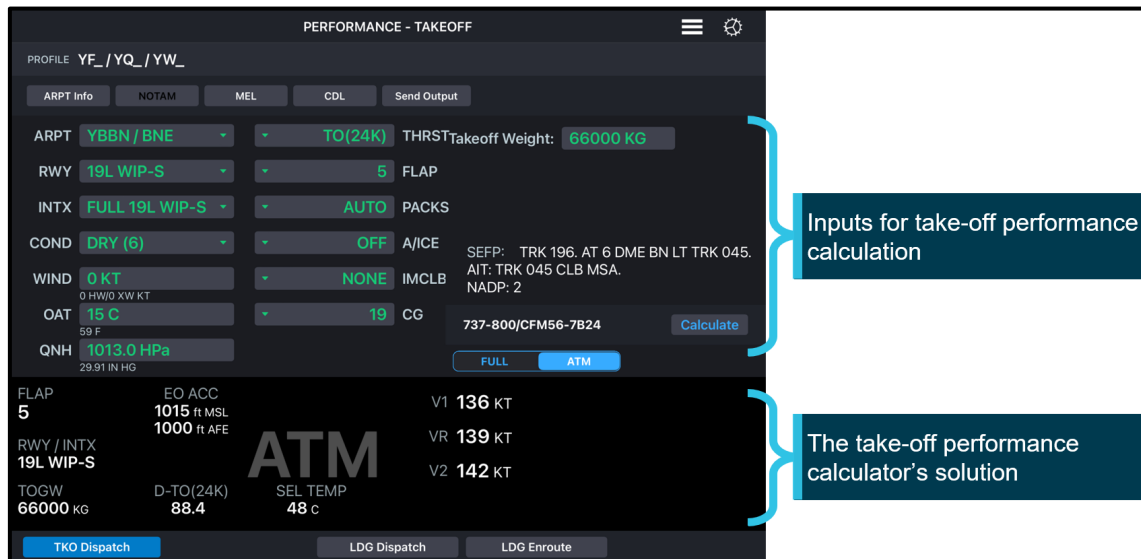 PERFORMANCE - TAKEOFF
PROFILE YF_ / YQ_ / YW_
ARPT Info NOTAM MEL CDL Send Output
ARPT YBBN / BNE TO(24K) THRST Takeoff Weight: 66000 KG
RWY 19L WIP-S 5 FLAP
INTX FULL 19L WIP-S AUTO PACKS
COND DRY (6) OFF A/ICE
SEFP: TRK 196. AT 6 DME BN LT TRK 045.
AIT: TRK 045 CLB MSA.
NADP: 2
WIND 0 KT NONE IMCLB
0 HW/0 XW KT
OAT 15 C 19 CG
59 F
737-800/CFM56-7B24 Calculate
QNH 1013.0 HPa
29.91 IN HG
FULL ATM
Inputs for take-off performance
calculation
FLAP
5
EO ACC
1015 ft MSL
1000 ft AFE
RWY / INTX
19L WIP-S
ATM
V1 136 KT
VR 139 KT
V2 142 KT
TOGW
66000 KG
D-TO(24K)
88.4
SEL TEMP
48 C
The take-off performance
calculator's solution
TKO Dispatch LDG Dispatch LDG Enroute